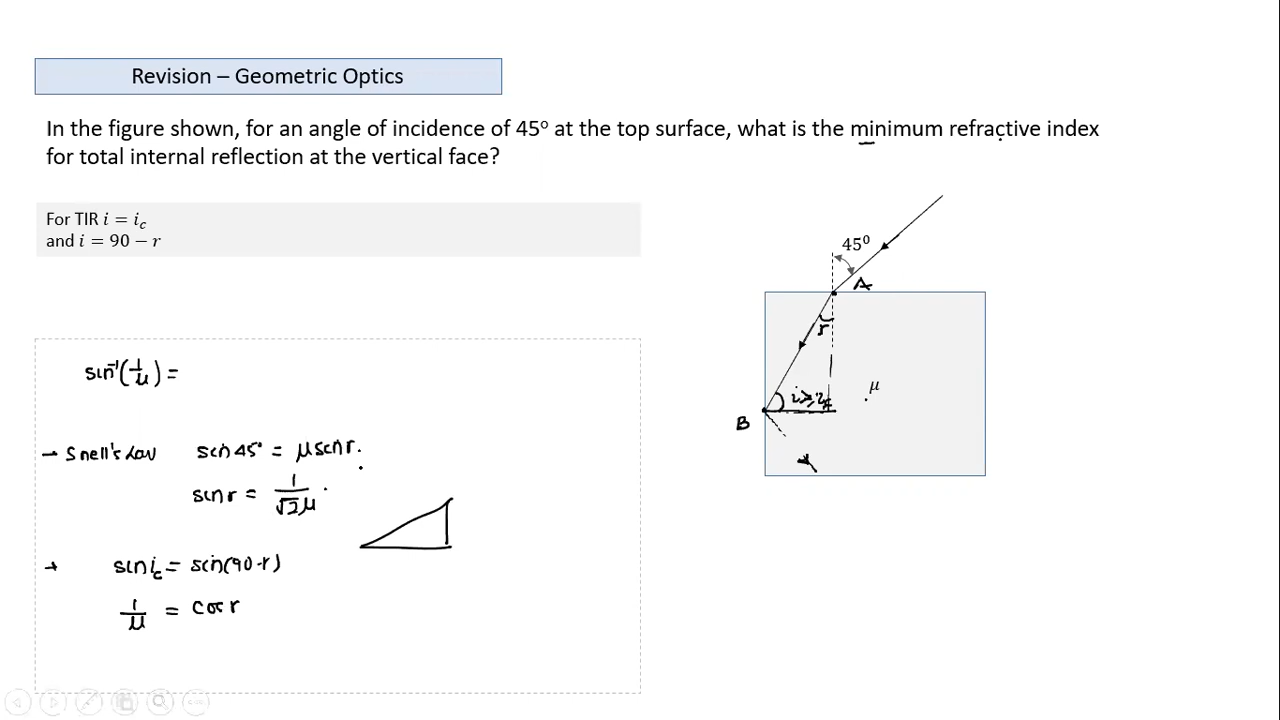 Revision – Geometric Optics
In the figure shown, for an angle of incidence of 45° at the top surface, what is the minimum refractive index
for total internal reflection at the vertical face?
For TIR i = i_c
and i = 90 − r
45⁰
A
r
μ
B
sin⁻¹(1/μ) =
→ Snell's Law sin 45° = μ sin r.
sin r = 1/√2μ
→ sin i_c = sin(90-r)
1/μ = cos r